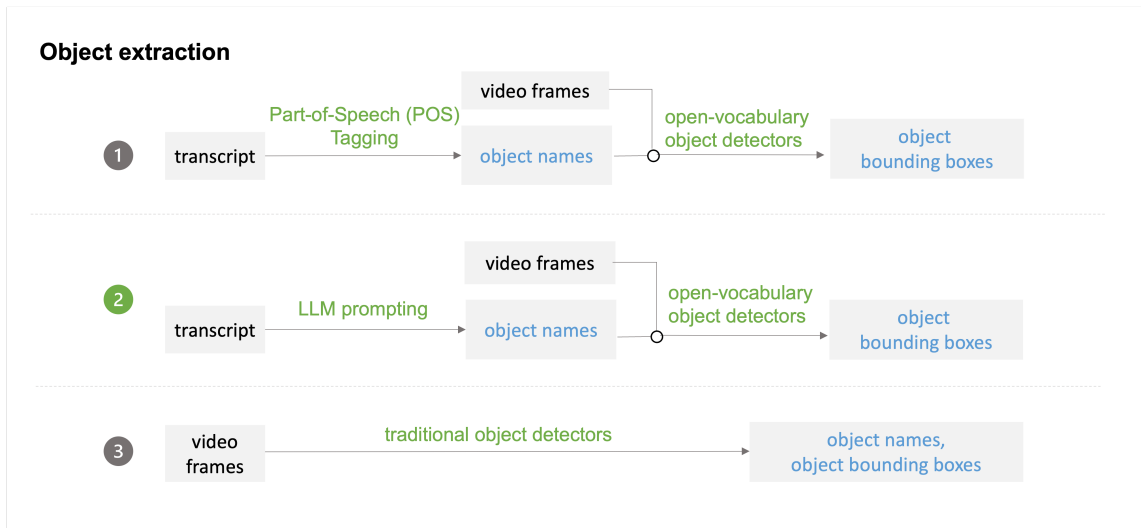 Object extraction
video frames
Part-of-Speech (POS)
Tagging
open-vocabulary
object detectors
1
transcript
object names
object
bounding boxes
video frames
2
LLM prompting
open-vocabulary
object detectors
transcript
object names
object
bounding boxes
3
video
frames
traditional object detectors
object names,
object bounding boxes